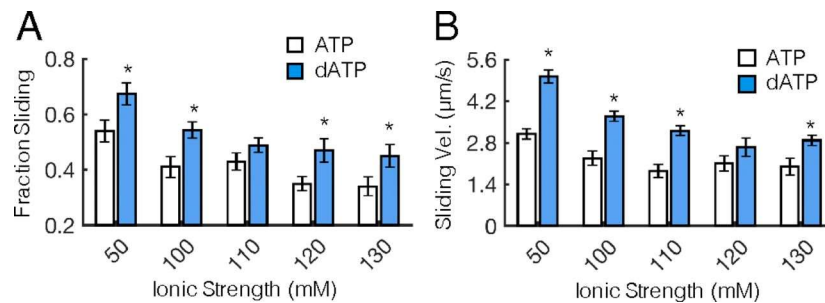 A
Fraction Sliding
0.8
0.6
0.4
0.2
ATP
dATP
*
*
*
*
50
100
110
120
130
Ionic Strength (mM)
B
Sliding Vel. (µm/s)
5.6
4.2
2.8
1.4
0
ATP
dATP
*
*
*
*
50
100
110
120
130
Ionic Strength (mM)